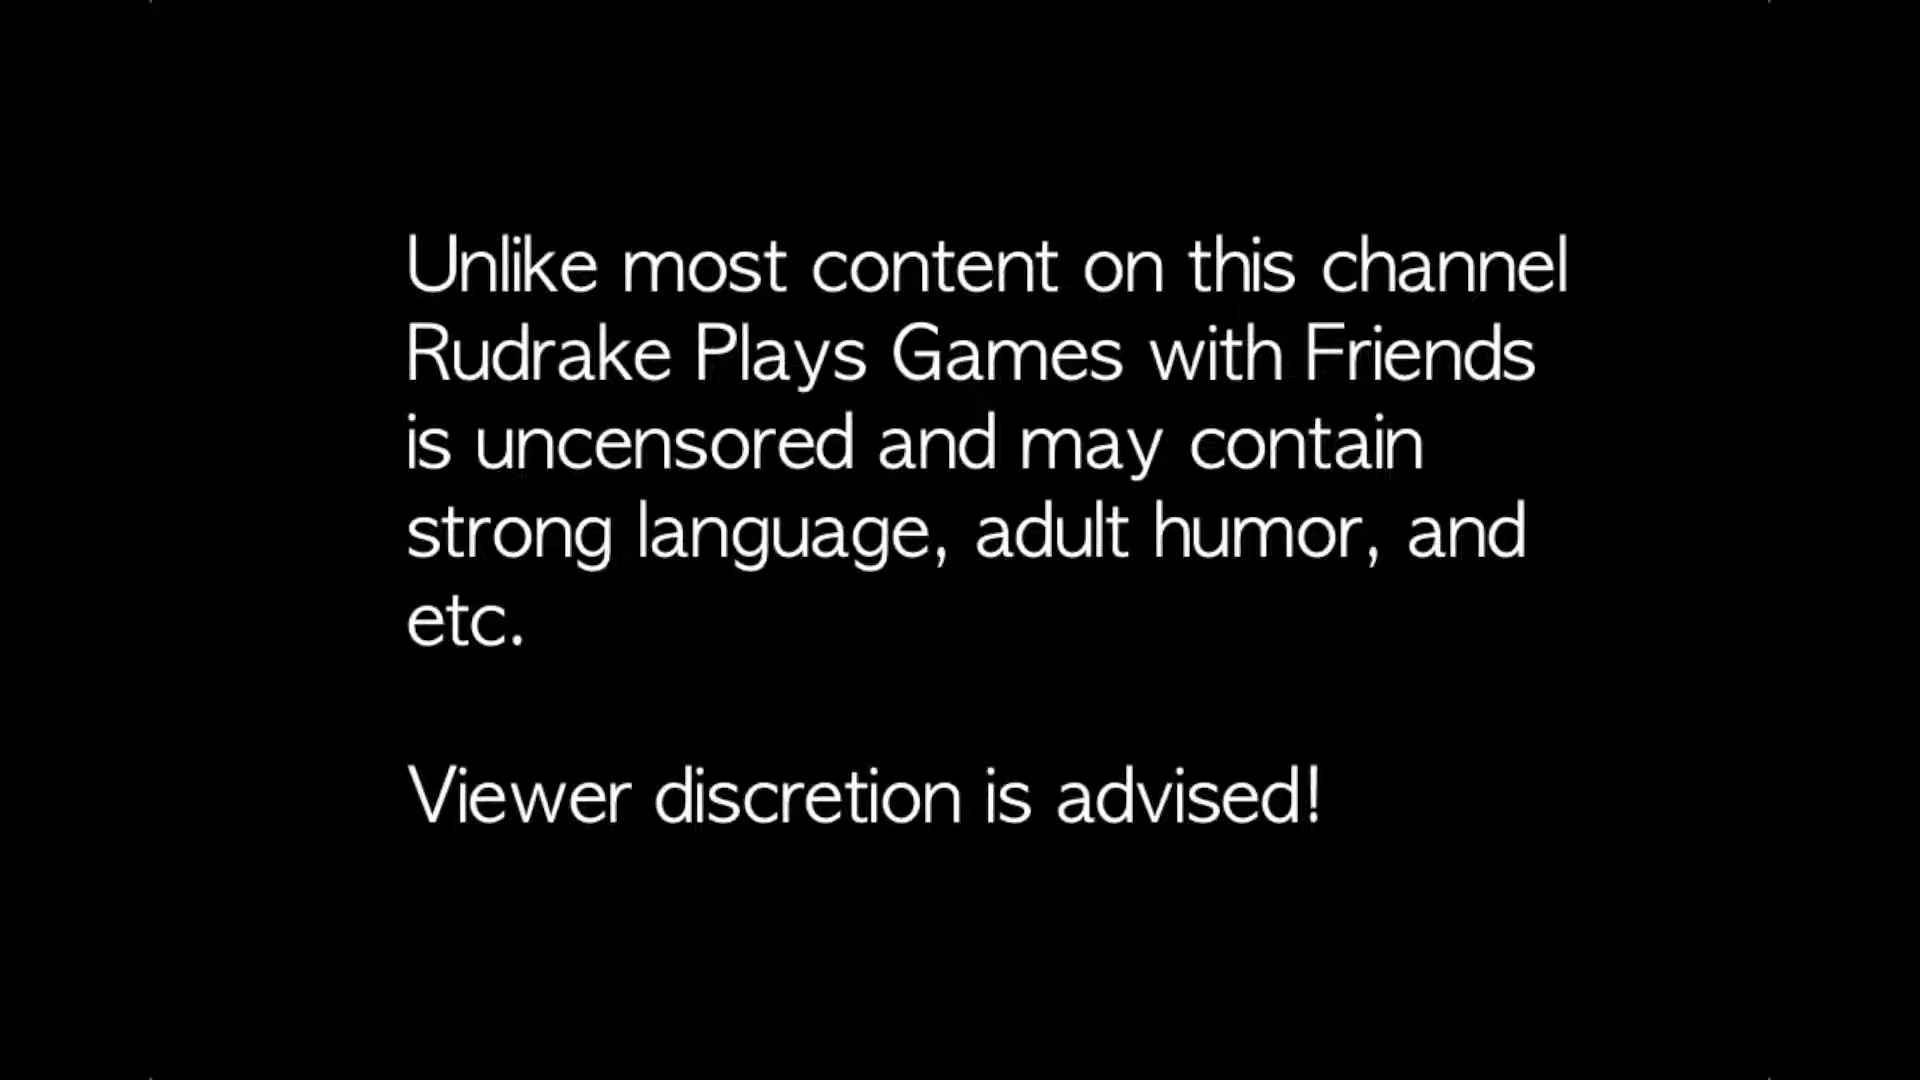 Unlike most content on this channel
Rudrake Plays Games with Friends
is uncensored and may contain
strong language, adult humor, and
etc.
Viewer discretion is advised!